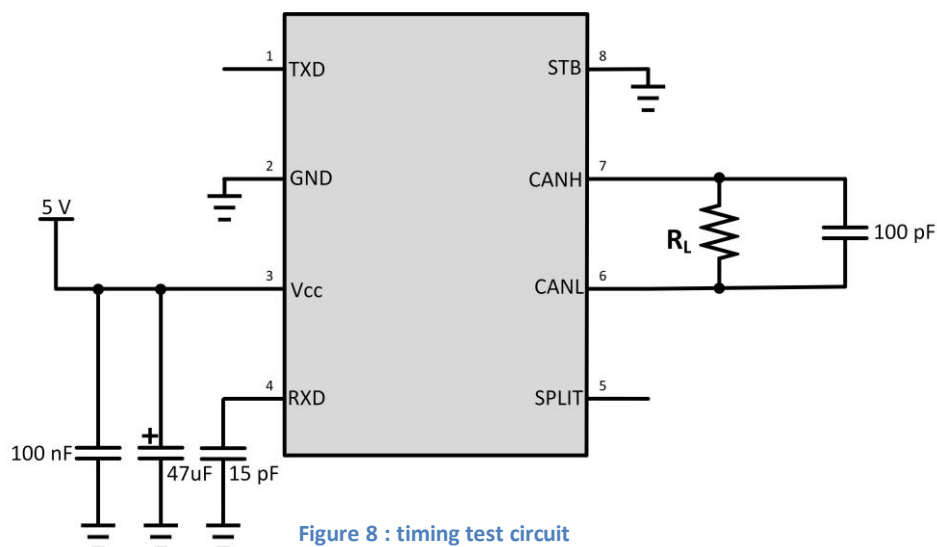 1
TXD
STB
8
2
GND
CANH
7
5 V
R_L
100 pF
3
Vcc
CANL
6
4
RXD
SPLIT
5
100 nF
+
47uF
15 pF
Figure 8 : timing test circuit